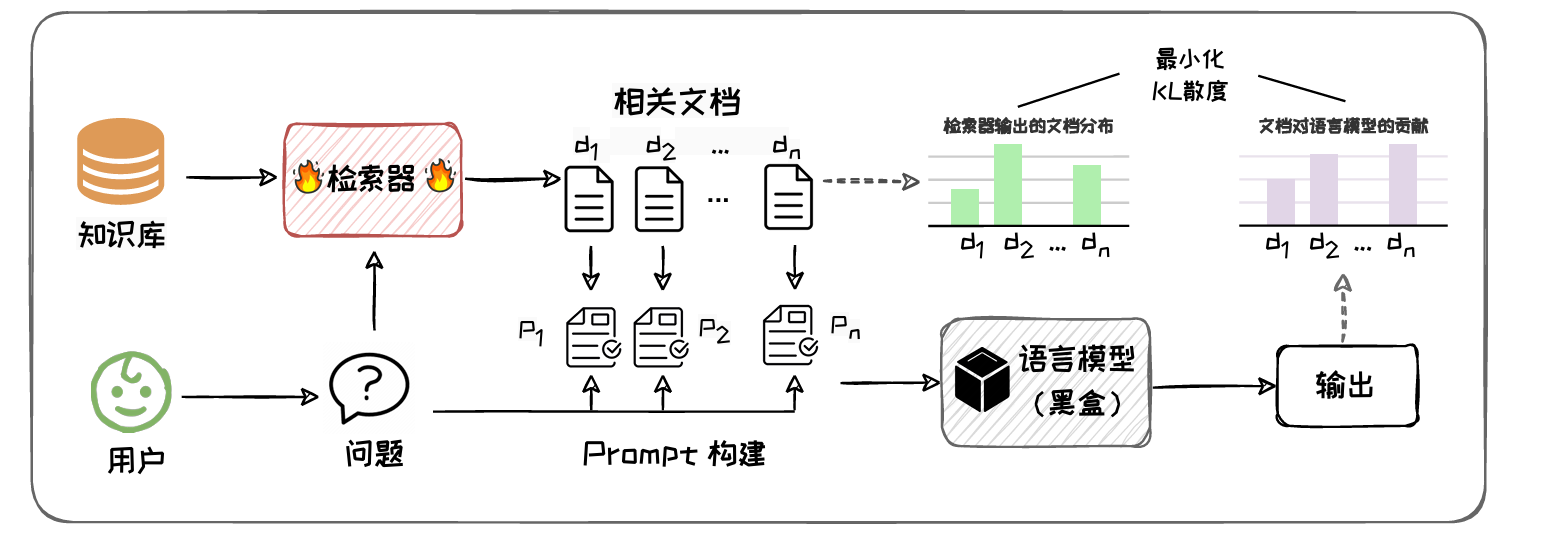 最小化
KL散度
相关文档
检索器输出的文档分布
文档对语言模型的贡献
d1 d2 ... dn
检索器
...
知识库
d1 d2 ... dn
d1 d2 ... dn
P1
P2
Pn
?
语言模型
(黑盒)
输出
用户
问题
Prompt 构建